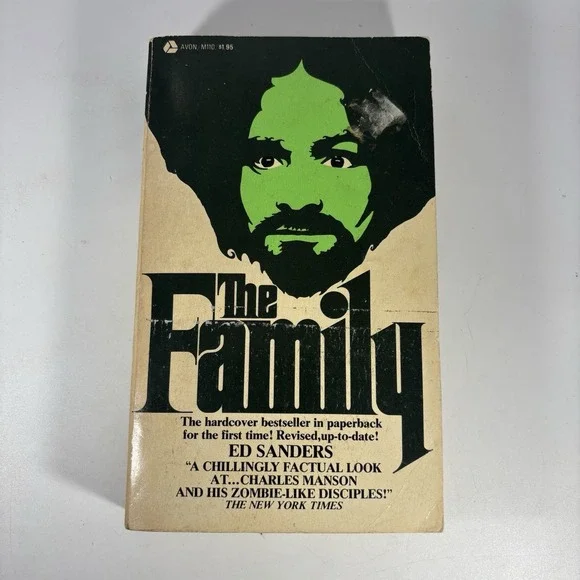 AVON M110 $1.95
The
Family
The hardcover bestseller in paperback
for the first time! Revised, up-to-date!
ED SANDERS
"A CHILLINGLY FACTUAL LOOK
AT...CHARLES MANSON
AND HIS ZOMBIE-LIKE DISCIPLES!"
THE NEW YORK TIMES